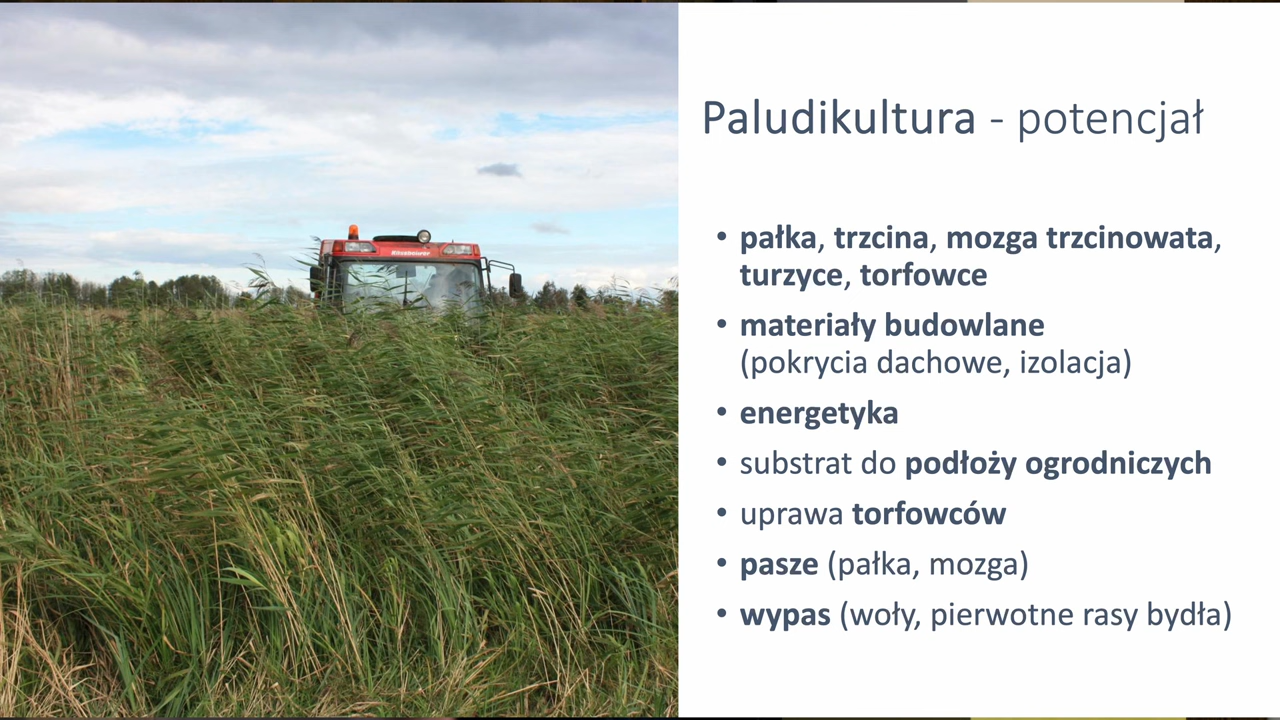 Paludikultura - potencjał
• pałka, trzcina, mozga trzcinowata,
turzyce, torfowce
• materiały budowlane
(pokrycia dachowe, izolacja)
• energetyka
• substrat do podłoży ogrodniczych
• uprawa torfowców
• pasze (pałka, mozga)
• wypas (woły, pierwotne rasy bydła)